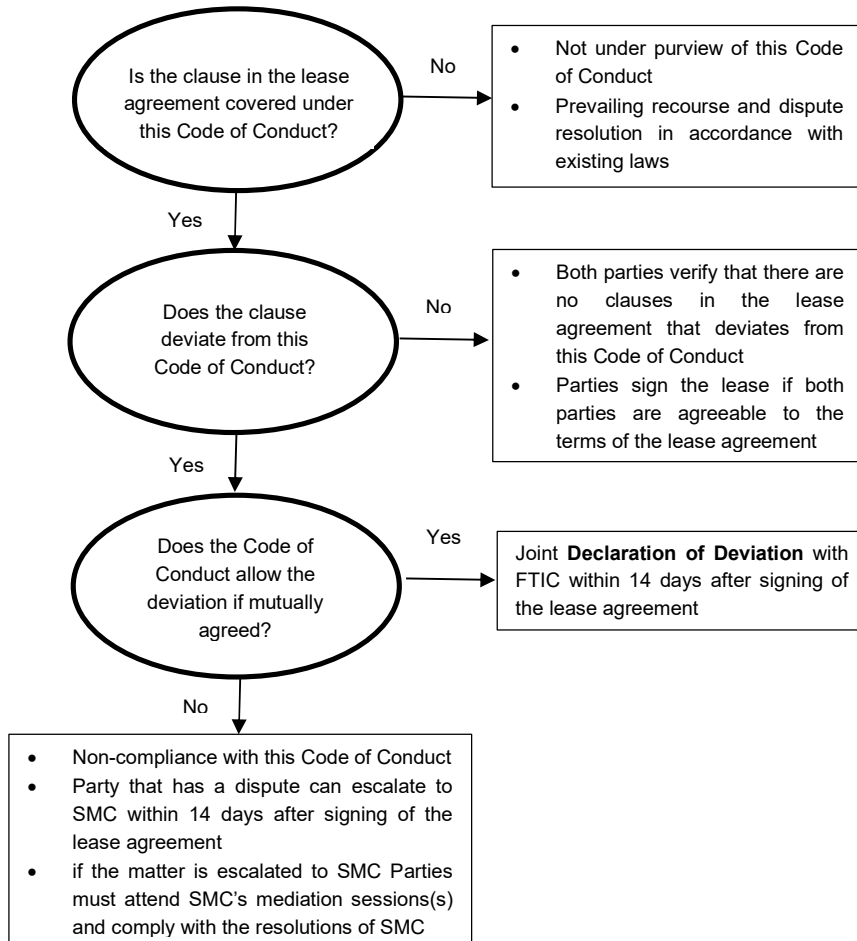 Is the clause in the lease
agreement covered under
this Code of Conduct?
No
• Not under purview of this Code
of Conduct
• Prevailing recourse and dispute
resolution in accordance with
existing laws
Yes
Does the clause
deviate from this
Code of Conduct?
No
• Both parties verify that there are
no clauses in the lease
agreement that deviates from
this Code of Conduct
• Parties sign the lease if both
parties are agreeable to the
terms of the lease agreement
Yes
Does the Code of
Conduct allow the
deviation if mutually
agreed?
Yes
Joint Declaration of Deviation with
FTIC within 14 days after signing of
the lease agreement
No
• Non-compliance with this Code of Conduct
• Party that has a dispute can escalate to
SMC within 14 days after signing of the
lease agreement
• if the matter is escalated to SMC Parties
must attend SMC's mediation sessions(s)
and comply with the resolutions of SMC